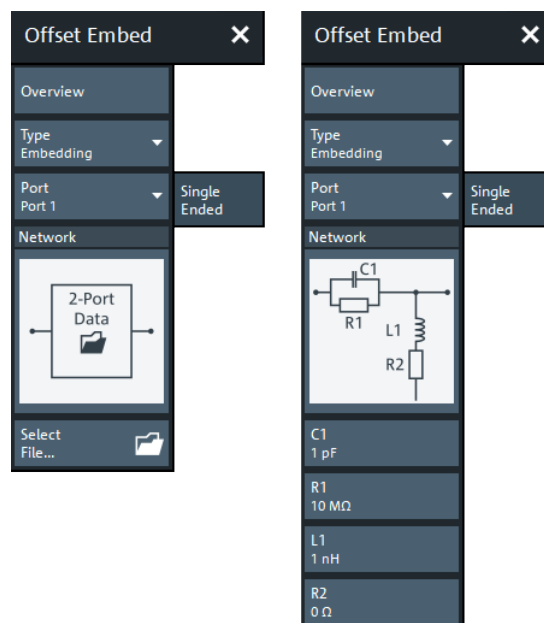 Offset Embed
Overview
Type
Embedding
Port
Port 1
Single
Ended
Network
2-Port
Data
Select
File...
Offset Embed
Overview
Type
Embedding
Port
Port 1
Single
Ended
Network
C1
R1
L1
R2
C1
1 pF
R1
10 MΩ
L1
1 nH
R2
0 Ω